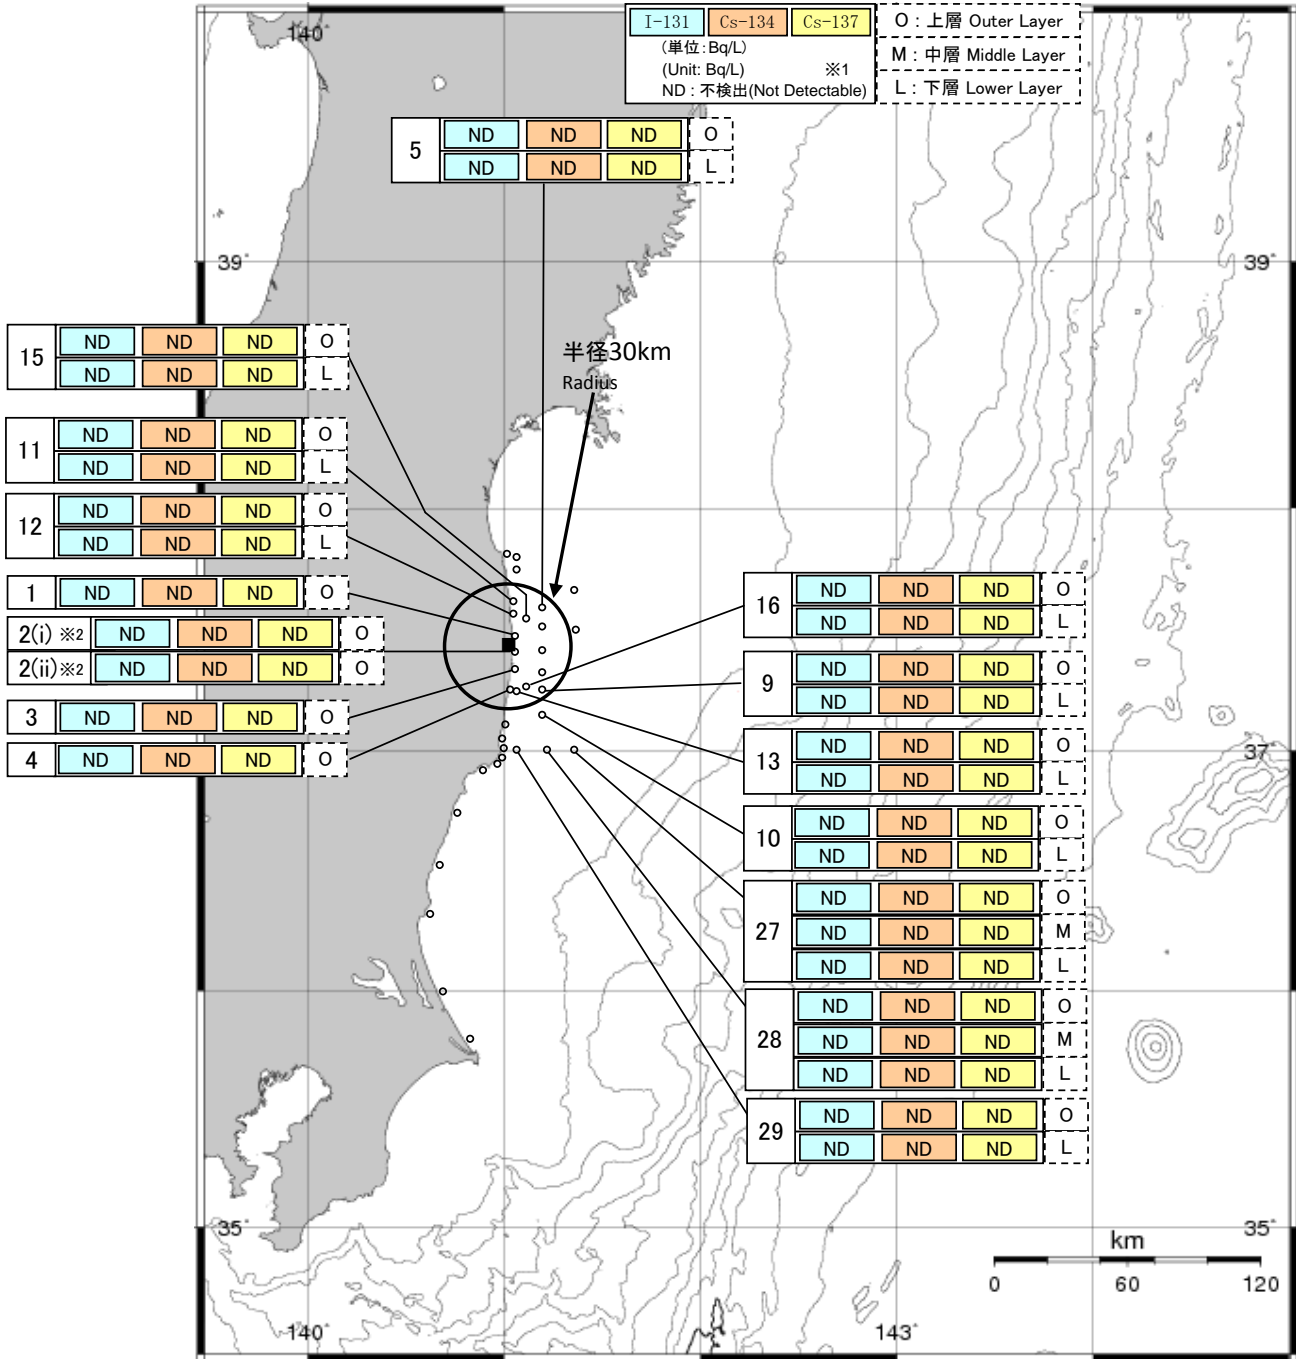 I-131 Cs-134 Cs-137
(単位:Bq/L)
(Unit: Bq/L) ※1
ND : 不検出(Not Detectable)
O : 上層 Outer Layer
M : 中層 Middle Layer
L : 下層 Lower Layer
140°
5
ND ND ND O
ND ND ND L
39° 39°
15
ND ND ND O
ND ND ND L
半径30km
Radius
11
ND ND ND O
ND ND ND L
12
ND ND ND O
ND ND ND L
1 ND ND ND O
2(i) ※2 ND ND ND O
2(ii)※2 ND ND ND O
3 ND ND ND O
4 ND ND ND O
16
ND ND ND O
ND ND ND L
9
ND ND ND O
ND ND ND L
13
ND ND ND O
ND ND ND L
37°
10
ND ND ND O
ND ND ND L
27
ND ND ND O
ND ND ND M
ND ND ND L
28
ND ND ND O
ND ND ND M
ND ND ND L
29
ND ND ND O
ND ND ND L
35° 35°
km
0 60 120
140° 143°